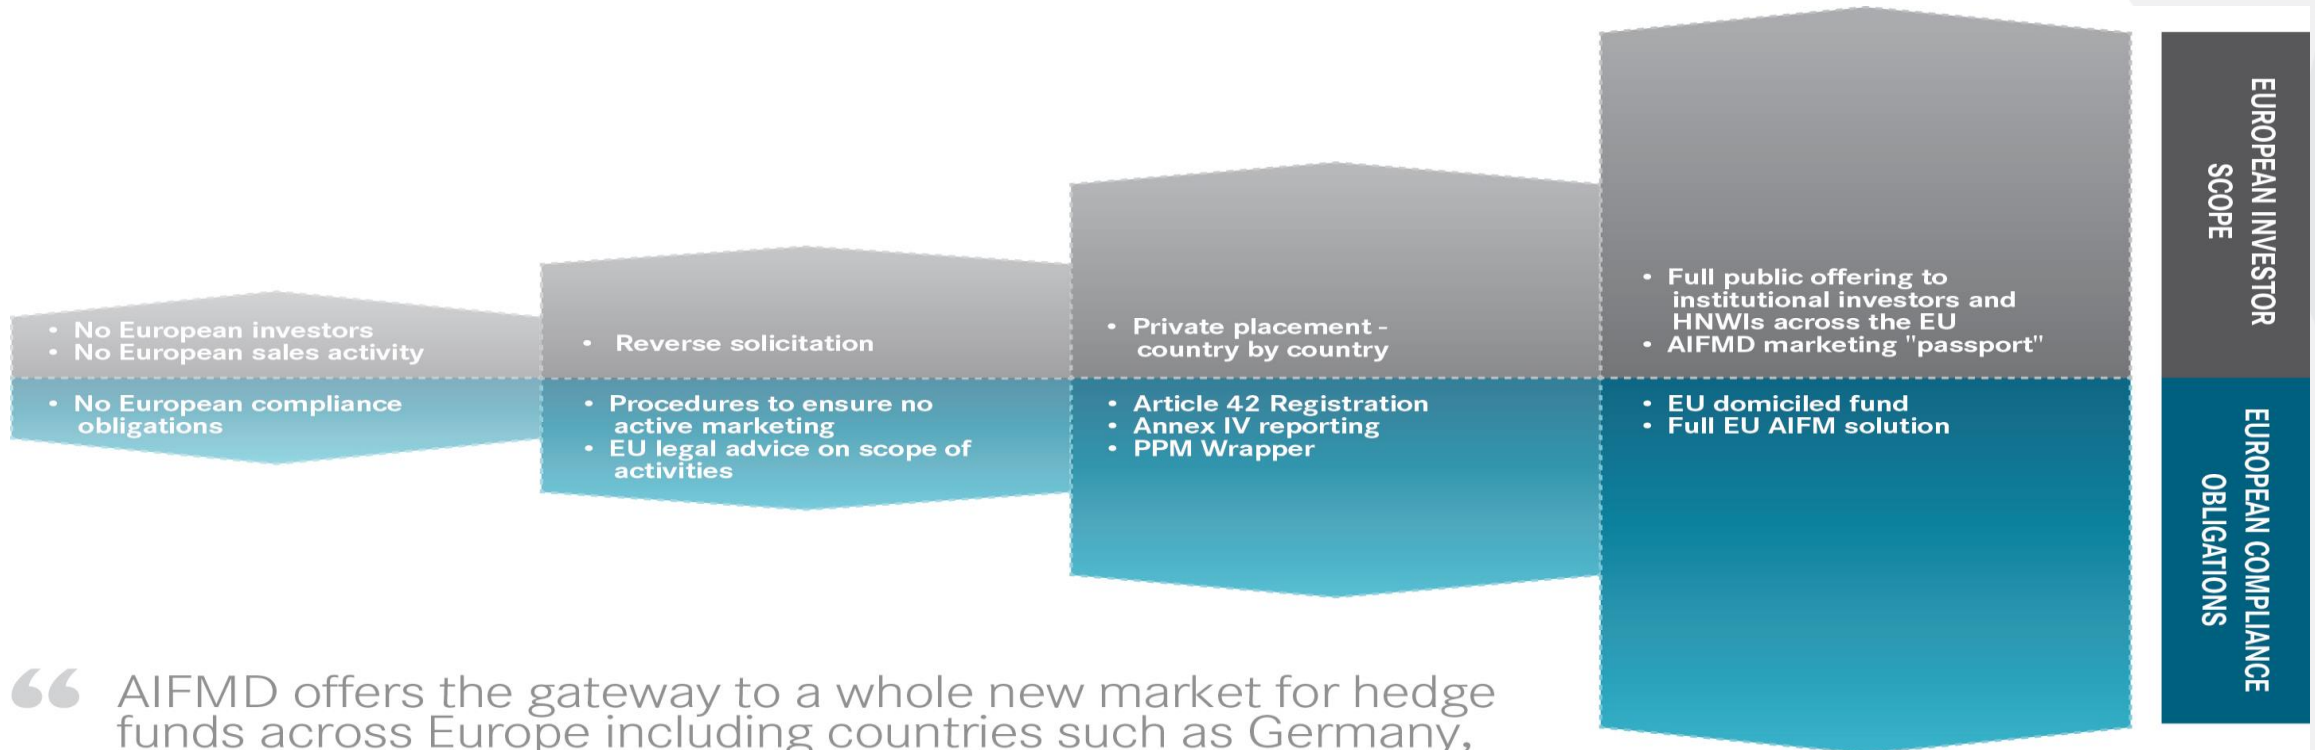 • No European investors
• No European sales activity
• No European compliance
obligations
• Reverse solicitation
• Procedures to ensure no
active marketing
• EU legal advice on scope of
activities
• Private placement -
country by country
• Article 42 Registration
• Annex IV reporting
• PPM Wrapper
• Full public offering to
institutional investors and
HNWIs across the EU
• AIFMD marketing "passport"
• EU domiciled fund
• Full EU AIFM solution
EUROPEAN INVESTOR
SCOPE
EUROPEAN COMPLIANCE
OBLIGATIONS
“ AIFMD offers the gateway to a whole new market for hedge
funds across Europe including countries such as Germany,